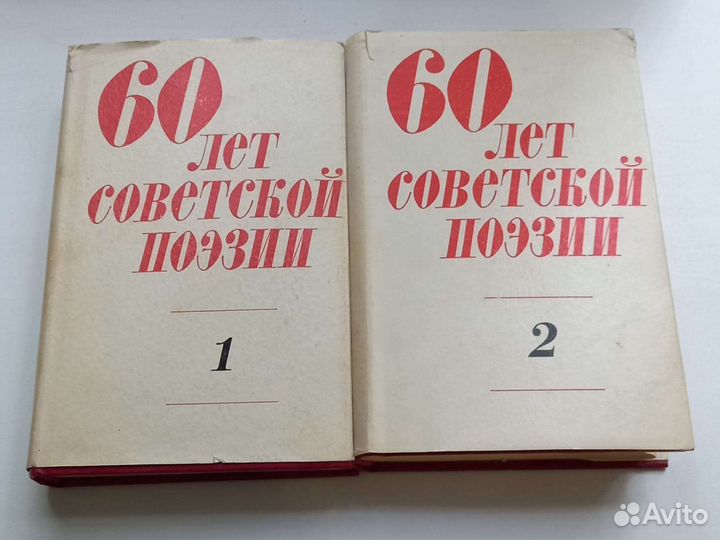 60
лет
советской
поэзии
1
60
лет
советской
поэзии
2
Avito